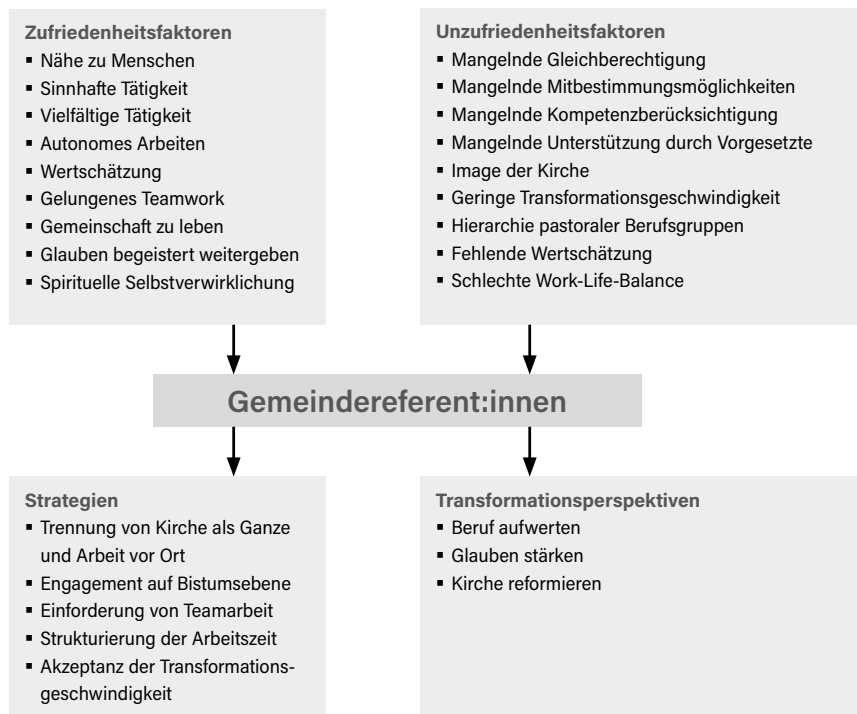 Zufriedenheitsfaktoren
▪ Nähe zu Menschen
▪ Sinnhafte Tätigkeit
▪ Vielfältige Tätigkeit
▪ Autonomes Arbeiten
▪ Wertschätzung
▪ Gelungenes Teamwork
▪ Gemeinschaft zu leben
▪ Glauben begeistert weitergeben
▪ Spirituelle Selbstverwirklichung
Unzufriedenheitsfaktoren
▪ Mangelnde Gleichberechtigung
▪ Mangelnde Mitbestimmungsmöglichkeiten
▪ Mangelnde Kompetenzberücksichtigung
▪ Mangelnde Unterstützung durch Vorgesetzte
▪ Image der Kirche
▪ Geringe Transformationsgeschwindigkeit
▪ Hierarchie pastoraler Berufsgruppen
▪ Fehlende Wertschätzung
▪ Schlechte Work-Life-Balance
Gemeindereferent:innen
Strategien
▪ Trennung von Kirche als Ganze
und Arbeit vor Ort
▪ Engagement auf Bistumsebene
▪ Einforderung von Teamarbeit
▪ Strukturierung der Arbeitszeit
▪ Akzeptanz der Transformations-
geschwindigkeit
Transformationsperspektiven
▪ Beruf aufwerten
▪ Glauben stärken
▪ Kirche reformieren